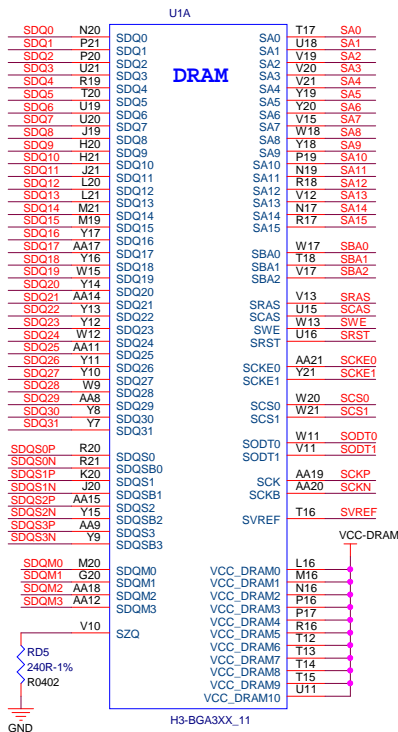 U1A
DRAM
SDQ0 N20 SDQ0
SDQ1 P21 SDQ1
SDQ2 P20 SDQ2
SDQ3 U21 SDQ3
SDQ4 R19 SDQ4
SDQ5 T20 SDQ5
SDQ6 U19 SDQ6
SDQ7 U20 SDQ7
SDQ8 J19 SDQ8
SDQ9 H20 SDQ9
SDQ10 H21 SDQ10
SDQ11 J21 SDQ11
SDQ12 L20 SDQ12
SDQ13 L21 SDQ13
SDQ14 M21 SDQ14
SDQ15 M19 SDQ15
SDQ16 Y17 SDQ16
SDQ17 AA17 SDQ17
SDQ18 Y16 SDQ18
SDQ19 W15 SDQ19
SDQ20 Y14 SDQ20
SDQ21 AA14 SDQ21
SDQ22 Y13 SDQ22
SDQ23 Y12 SDQ23
SDQ24 W12 SDQ24
SDQ25 AA11 SDQ25
SDQ26 Y11 SDQ26
SDQ27 Y10 SDQ27
SDQ28 W9 SDQ28
SDQ29 AA8 SDQ29
SDQ30 Y8 SDQ30
SDQ31 Y7 SDQ31
SDQS0P R20 SDQS0
SDQS0N R21 SDQSB0
SDQS1P K20 SDQS1
SDQS1N J20 SDQSB1
SDQS2P AA15 SDQS2
SDQS2N Y15 SDQSB2
SDQS3P AA9 SDQS3
SDQS3N Y9 SDQSB3
SDQM0 M20 SDQM0
SDQM1 G20 SDQM1
SDQM2 AA18 SDQM2
SDQM3 AA12 SDQM3
V10 SZQ
RD5
240R-1%
R0402
GND
SA0 T17 SA0
SA1 U18 SA1
SA2 V19 SA2
SA3 V20 SA3
SA4 V21 SA4
SA5 Y19 SA5
SA6 Y20 SA6
SA7 V15 SA7
SA8 W18 SA8
SA9 Y18 SA9
SA10 P19 SA10
SA11 N19 SA11
SA12 R18 SA12
SA13 V12 SA13
SA14 N17 SA14
SA15 R17 SA15
SBA0 W17 SBA0
SBA1 T18 SBA1
SBA2 V17 SBA2
SRAS V13 SRAS
SCAS U15 SCAS
SWE W13 SWE
SRST U16 SRST
SCKE0 AA21 SCKE0
SCKE1 Y21 SCKE1
SCS0 W20 SCS0
SCS1 W21 SCS1
SODT0 W11 SODT0
SODT1 V11 SODT1
SCK AA19 SCKP
SCKB AA20 SCKN
SVREF T16 SVREF
VCC-DRAM
VCC_DRAM0 L16
VCC_DRAM1 M16
VCC_DRAM2 N16
VCC_DRAM3 P16
VCC_DRAM4 P17
VCC_DRAM5 R16
VCC_DRAM6 T12
VCC_DRAM7 T13
VCC_DRAM8 T14
VCC_DRAM9 T15
VCC_DRAM10 U11
H3-BGA3XX_11